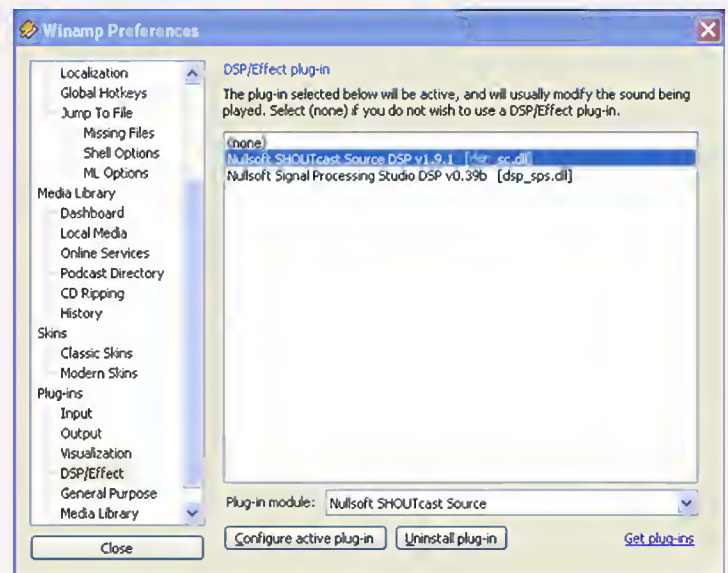 Winamp Preferences
Localization
Global Hotkeys
Jump To File
Missing Files
Shell Options
ML Options
Media Library
Dashboard
Local Media
Online Services
Podcast Directory
CD Ripping
History
Skins
Classic Skins
Modern Skins
Plug-ins
Input
Output
Visualization
DSP/Effect
General Purpose
Media Library
Close
DSP/Effect plug-in
The plug-in selected below will be active, and will usually modify the sound being
played. Select (none) if you do not wish to use a DSP/Effect plug-in.
(none)
Nullsoft SHOUTcast Source DSP v1.9.1 [dsp_sc.dll]
Nullsoft Signal Processing Studio DSP v0.39b [dsp_sps.dll]
Plug-in module: Nullsoft SHOUTcast Source
Configure active plug-in Uninstall plug-in Get plug-ins